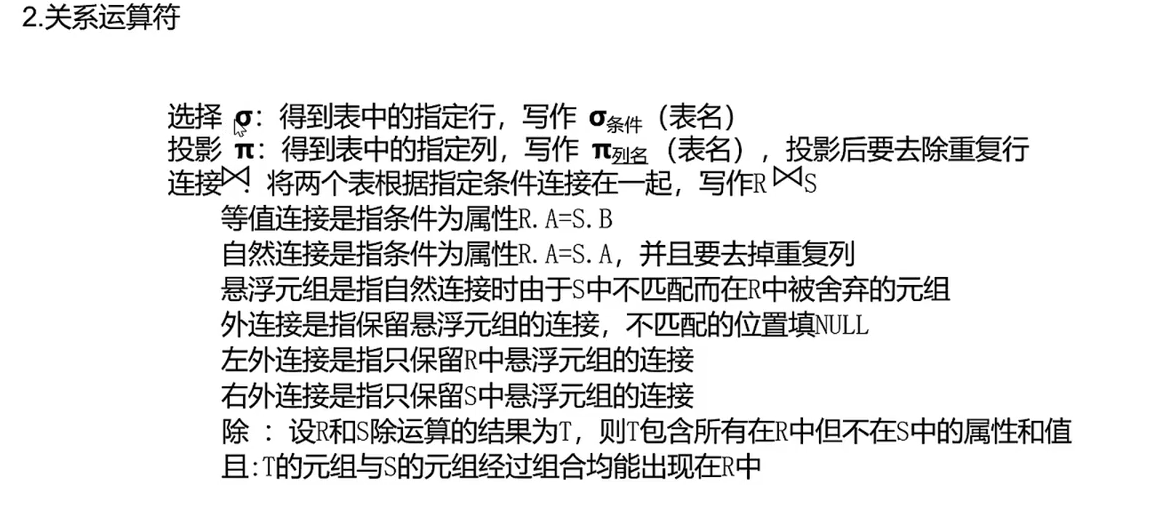 2.关系运算符
选择 σ：得到表中的指定行，写作 σ条件（表名）
投影 π：得到表中的指定列，写作 π列名（表名），投影后要去除重复行
连接⋈：将两个表根据指定条件连接在一起，写作R⋈S
等值连接是指条件为属性R.A=S.B
自然连接是指条件为属性R.A=S.A，并且要去掉重复列
悬浮元组是指自然连接时由于S中不匹配而在R中被舍弃的元组
外连接是指保留悬浮元组的连接，不匹配的位置填NULL
左外连接是指只保留R中悬浮元组的连接
右外连接是指只保留S中悬浮元组的连接
除 ：设R和S除运算的结果为T，则T包含所有在R中但不在S中的属性和值
且:T的元组与S的元组经过组合均能出现在R中